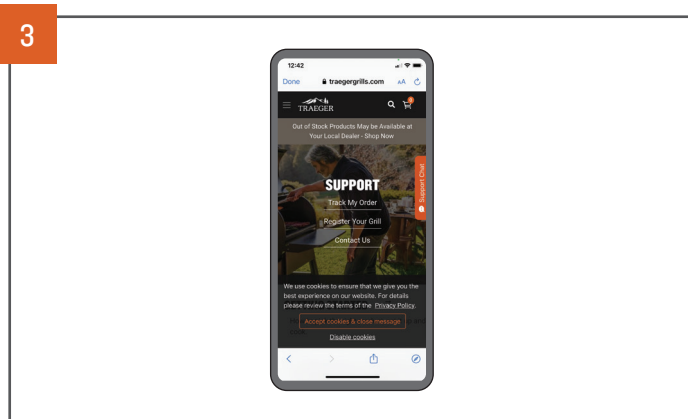 3
12:42
Done
traegergrills.com
AA
TRAEGER
Out of Stock Products May be Available at
Your Local Dealer - Shop Now
SUPPORT
Track My Order
Register Your Grill
Contact Us
Support Chat
We use cookies to ensure that we give you the
best experience on our website. For details
please review the terms of the Privacy Policy.
Accept cookies & close message
Disable cookies